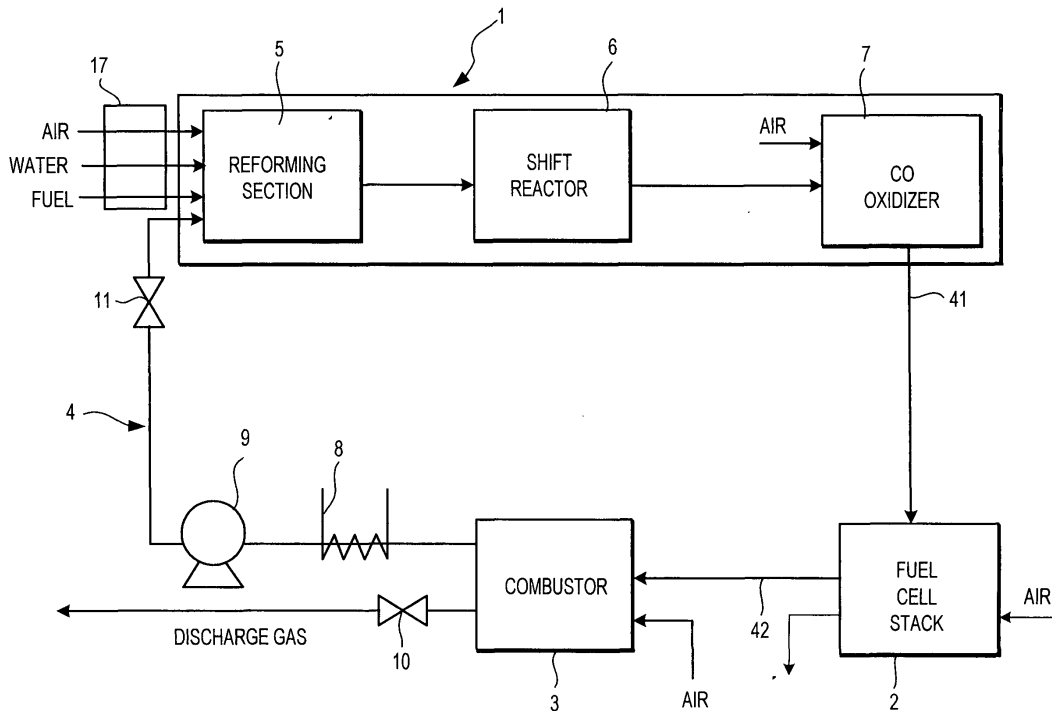 1
5
6
7
17
AIR
WATER
FUEL
REFORMING
SECTION
SHIFT
REACTOR
AIR
CO
OXIDIZER
11
41
4
9
8
COMBUSTOR
FUEL
CELL
STACK
AIR
42
DISCHARGE GAS
10
3
AIR
2